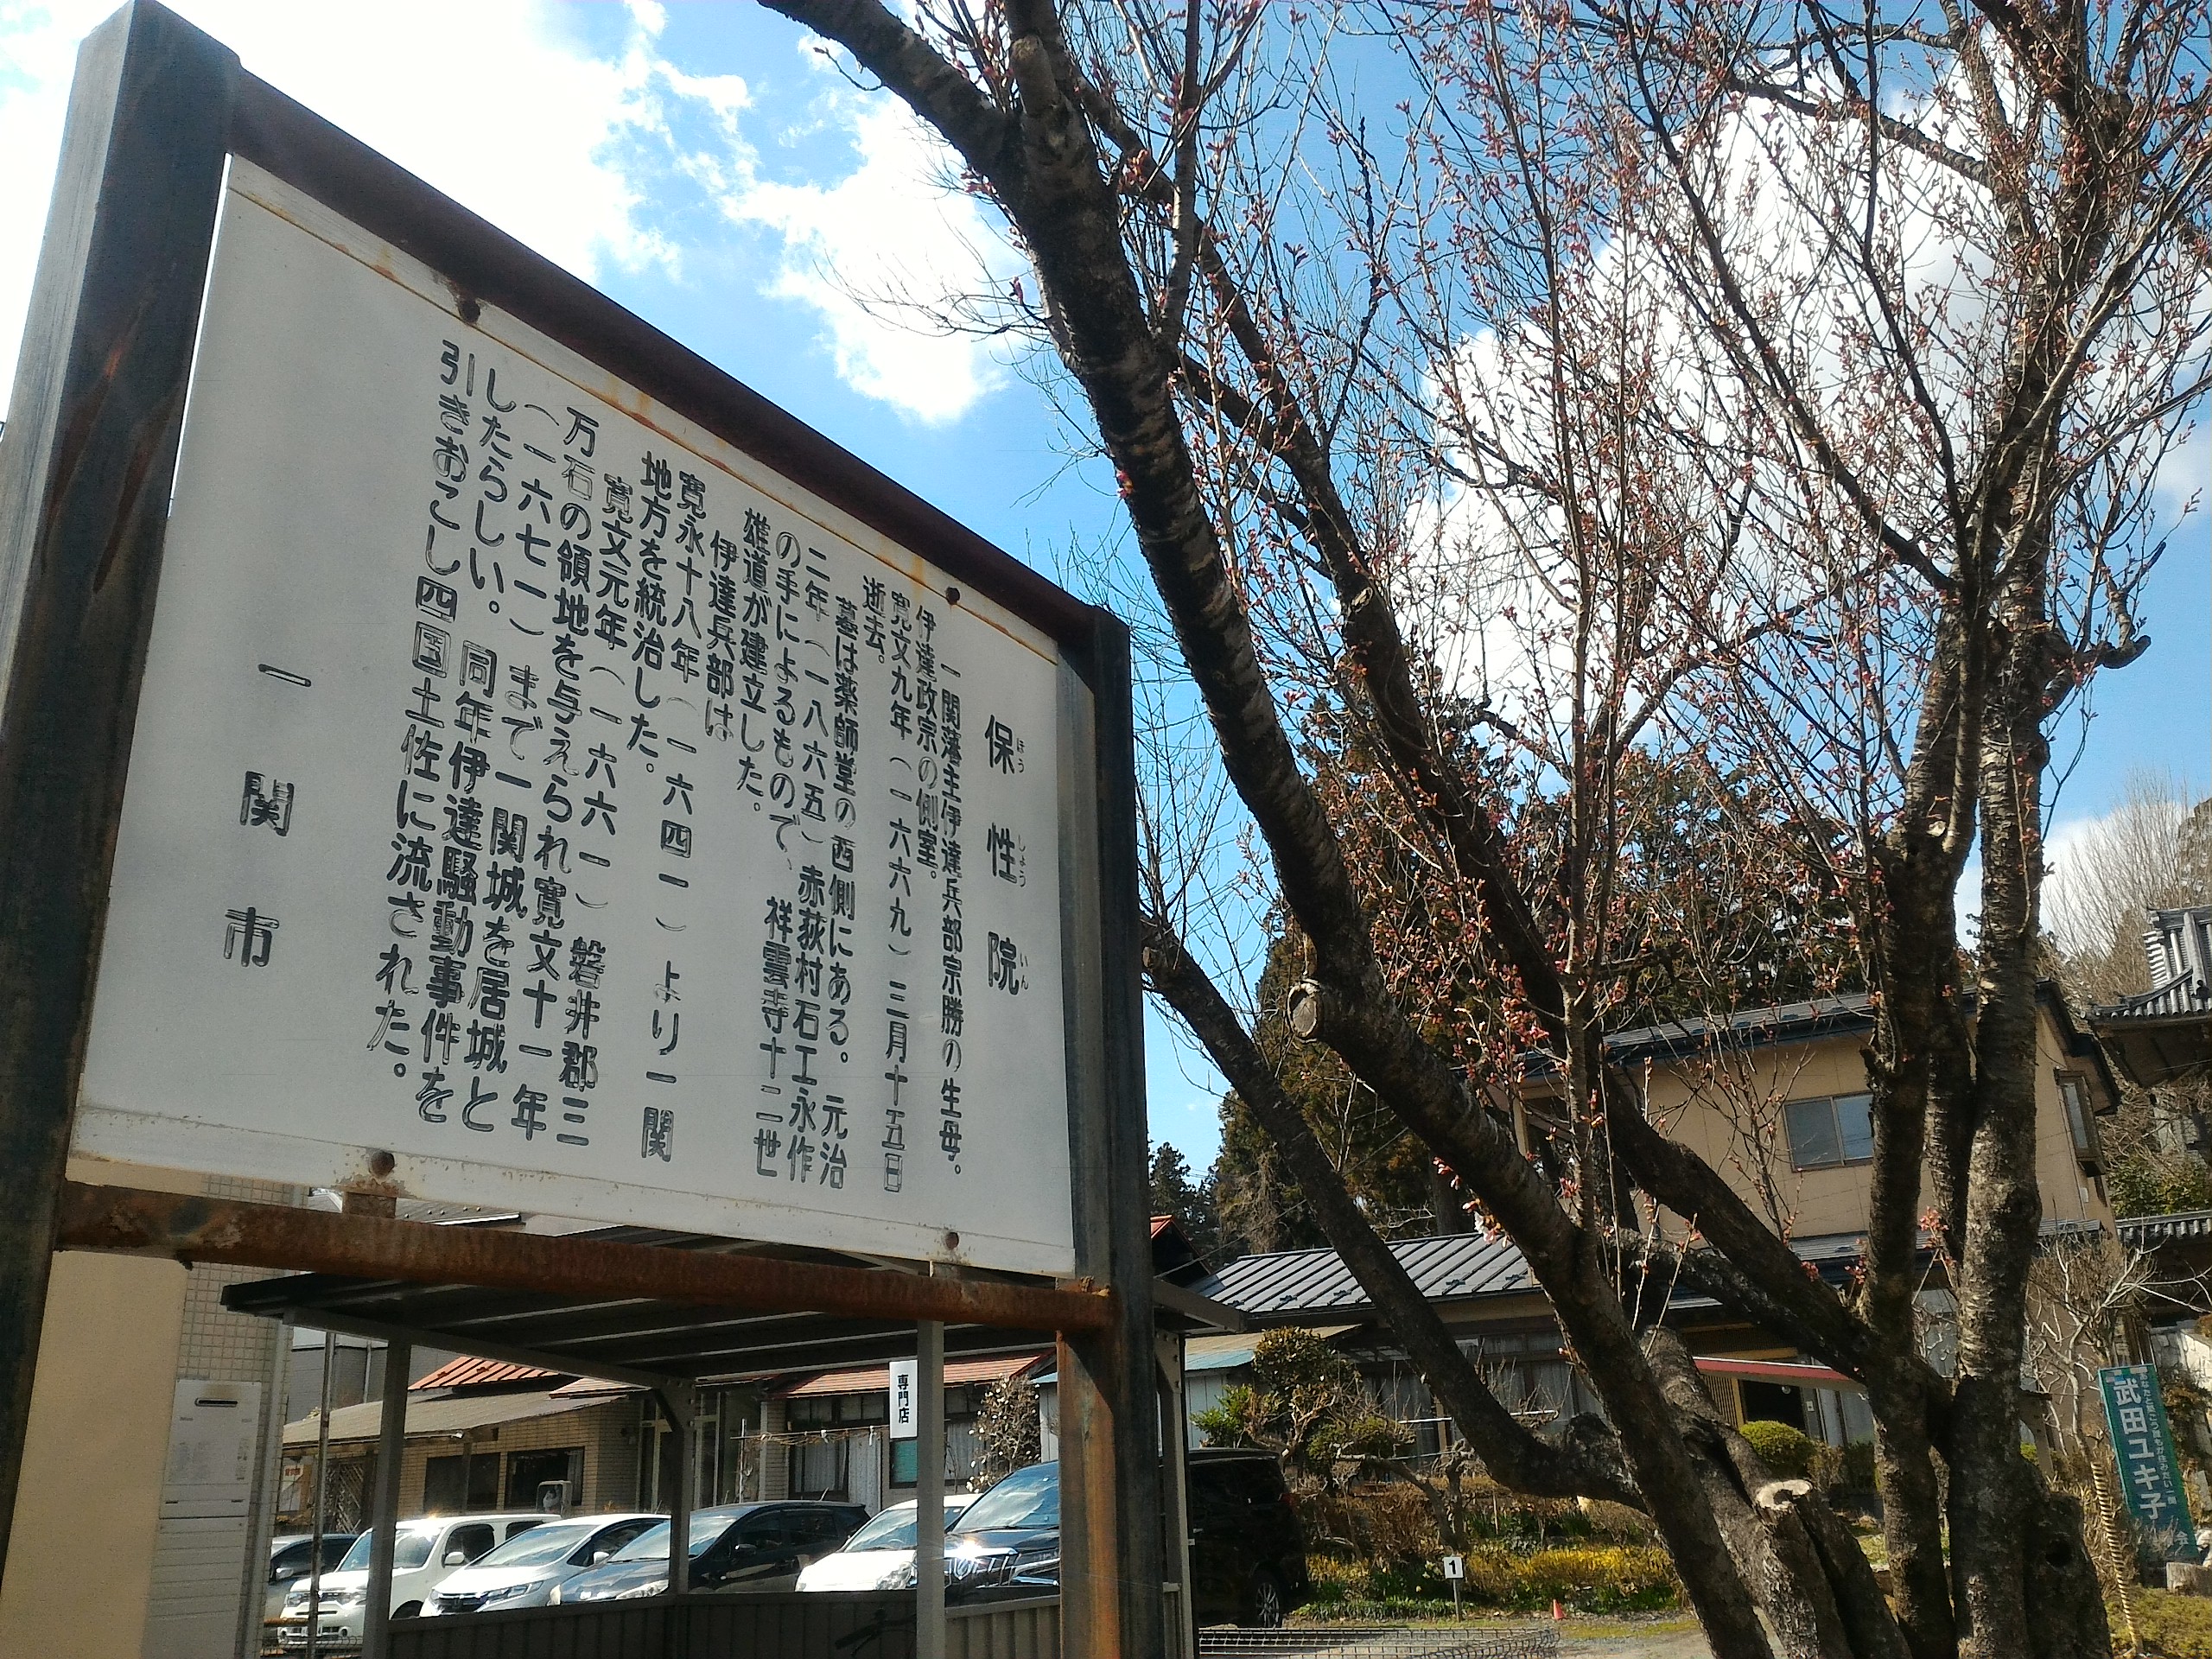 保性院
ほうしょういん
一関藩主伊達兵部宗勝の生母。
伊達政宗の側室。
寛文九年(一六六九)三月十五日
逝去。
墓は薬師堂の西側にある。元治
二年(一八六五)赤荻村石工永作
の手によるもので、祥雲寺十二世
雄道が建立した。
伊達兵部は
寛永十八年(一六四一)より一関
地方を統治した。
寛文元年(一六六一)磐井郡三
万石の領地を与えられ寛文十一年
(一六七一)まで一関城を居城と
したらしい。同年伊達騒動事件を
引きおこし四国土佐に流された。
一関市
専門店
1
武田ユキ子